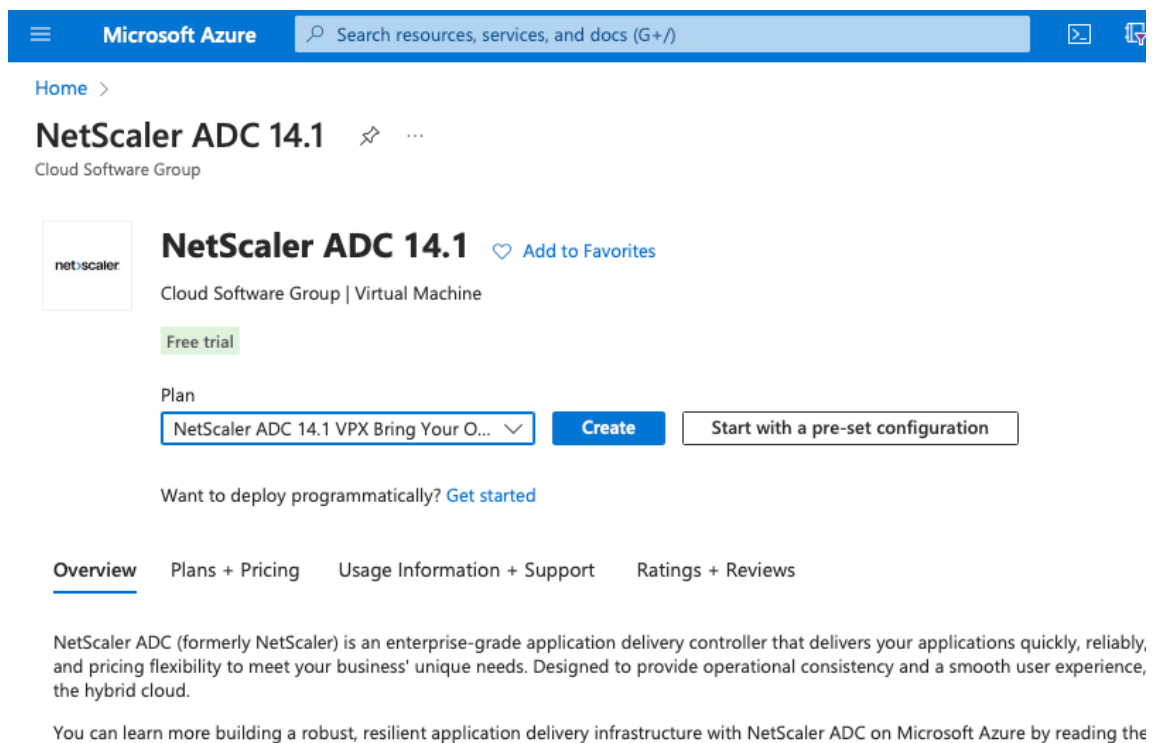 Microsoft Azure
Search resources, services, and docs (G+/)
Home >
NetScaler ADC 14.1 ...
Cloud Software Group
net>scaler.
NetScaler ADC 14.1
Add to Favorites
Cloud Software Group | Virtual Machine
Free trial
Plan
NetScaler ADC 14.1 VPX Bring Your O...
Create
Start with a pre-set configuration
Want to deploy programmatically? Get started
Overview Plans + Pricing Usage Information + Support Ratings + Reviews
NetScaler ADC (formerly NetScaler) is an enterprise-grade application delivery controller that delivers your applications quickly, reliably,
and pricing flexibility to meet your business' unique needs. Designed to provide operational consistency and a smooth user experience,
the hybrid cloud.
You can learn more building a robust, resilient application delivery infrastructure with NetScaler ADC on Microsoft Azure by reading the